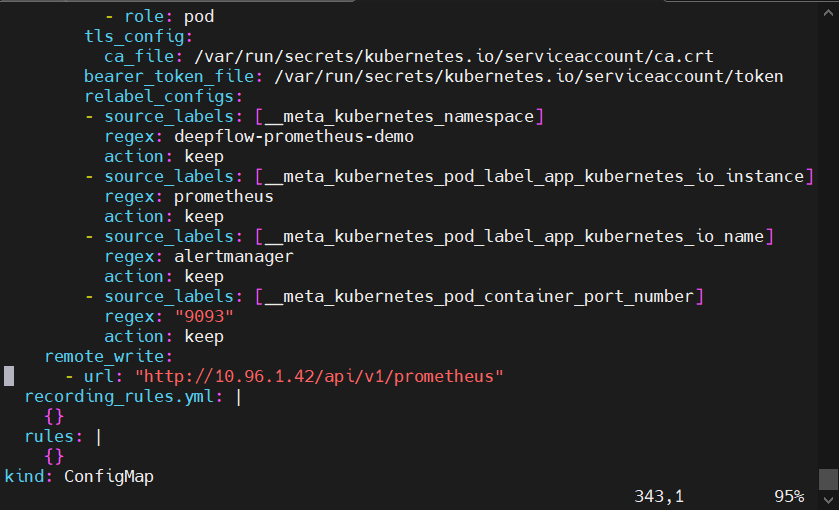 - role: pod
tls_config:
ca_file: /var/run/secrets/kubernetes.io/serviceaccount/ca.crt
bearer_token_file: /var/run/secrets/kubernetes.io/serviceaccount/token
relabel_configs:
- source_labels: [__meta_kubernetes_namespace]
regex: deepflow-prometheus-demo
action: keep
- source_labels: [__meta_kubernetes_pod_label_app_kubernetes_io_instance]
regex: prometheus
action: keep
- source_labels: [__meta_kubernetes_pod_label_app_kubernetes_io_name]
regex: alertmanager
action: keep
- source_labels: [__meta_kubernetes_pod_container_port_number]
regex: "9093"
action: keep
remote_write:
- url: "http://10.96.1.42/api/v1/prometheus"
recording_rules.yml: |
{}
rules: |
{}
kind: ConfigMap
343,1 95%